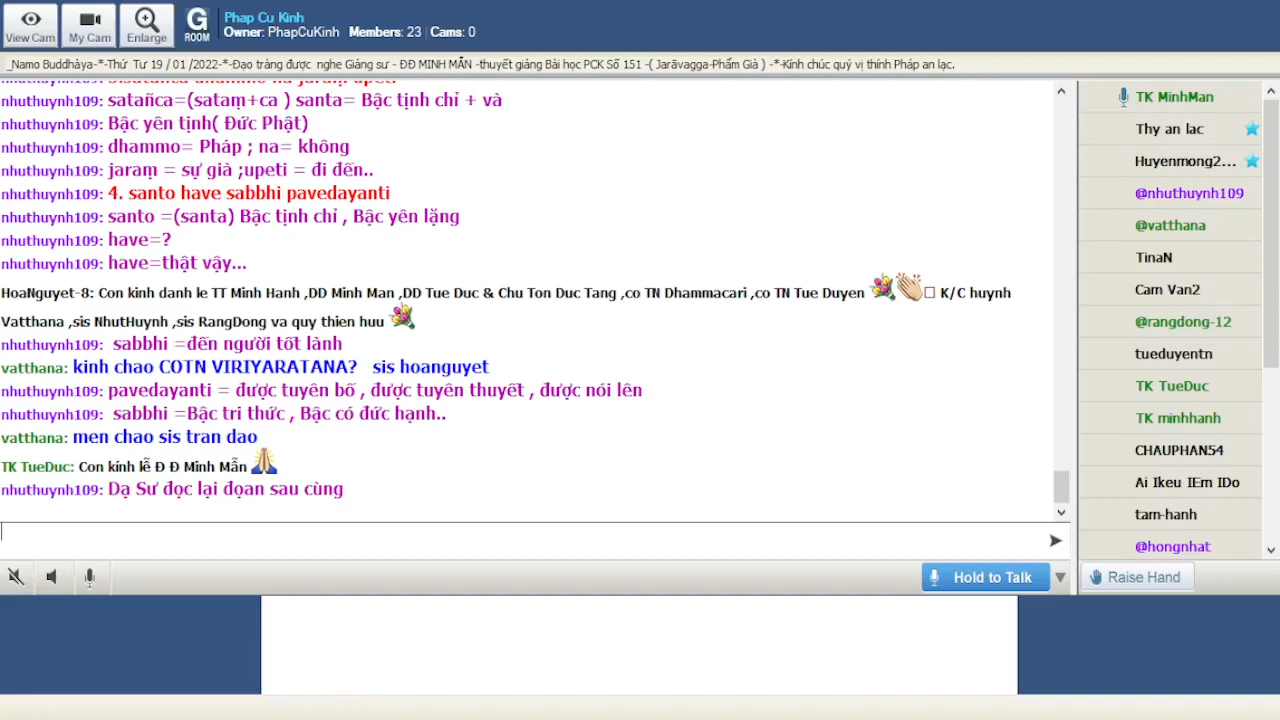 View Cam
My Cam
Enlarge
G
ROOM
Phap Cu Kinh
Owner: PhapCuKinh Members: 23 Cams: 0
_Namo Buddhàya-*-Thứ Tư 19 / 01 /2022-*-Đạo tràng được nghe Giảng sư - ĐĐ MINH MẪN -thuyết giảng Bài học PCK Số 151 -( Jarāvagga-Phẩm Già ) -*-Kính chúc quý vị thính Pháp an lạc.
nhuthuynh109: satañca=(sataṃ+ca ) santa= Bậc tịnh chỉ + và
nhuthuynh109: Bậc yên tịnh( Đức Phật)
nhuthuynh109: dhammo= Pháp ; na= không
nhuthuynh109: jaraṃ = sự già ;upeti = đi đến..
nhuthuynh109: 4. santo have sabbhi pavedayanti
nhuthuynh109: santo =(santa) Bậc tịnh chỉ , Bậc yên lặng
nhuthuynh109: have=?
nhuthuynh109: have=thật vậy...
HoaNguyet-8: Con kinh danh le TT Minh Hanh ,DD Minh Man ,DD Tue Duc & Chu Ton Duc Tang ,co TN Dhammacari ,co TN Tue Duyen K/C huynh
Vatthana ,sis NhutHuynh ,sis RangDong va quy thien huu
nhuthuynh109: sabbhi =đến người tốt lành
vatthana: kinh chao COTN VIRIYARATANA? sis hoanguyet
nhuthuynh109: pavedayanti = được tuyên bố , được tuyên thuyết , được nói lên
nhuthuynh109: sabbhi =Bậc tri thức , Bậc có đức hạnh..
vatthana: men chao sis tran dao
TK TueDuc: Con kính lễ Đ Đ Minh Mẫn
nhuthuynh109: Dạ Sư đọc lại đọan sau cùng
TK MinhMan
Thy an lac
Huyenmong2...
@nhuthuynh109
@vatthana
TinaN
Cam Van2
@rangdong-12
tueduyentn
TK TueDuc
TK minhhanh
CHAUPHAN54
Ai Ikeu IEm IDo
tam-hanh
@hongnhat
Hold to Talk
Raise Hand